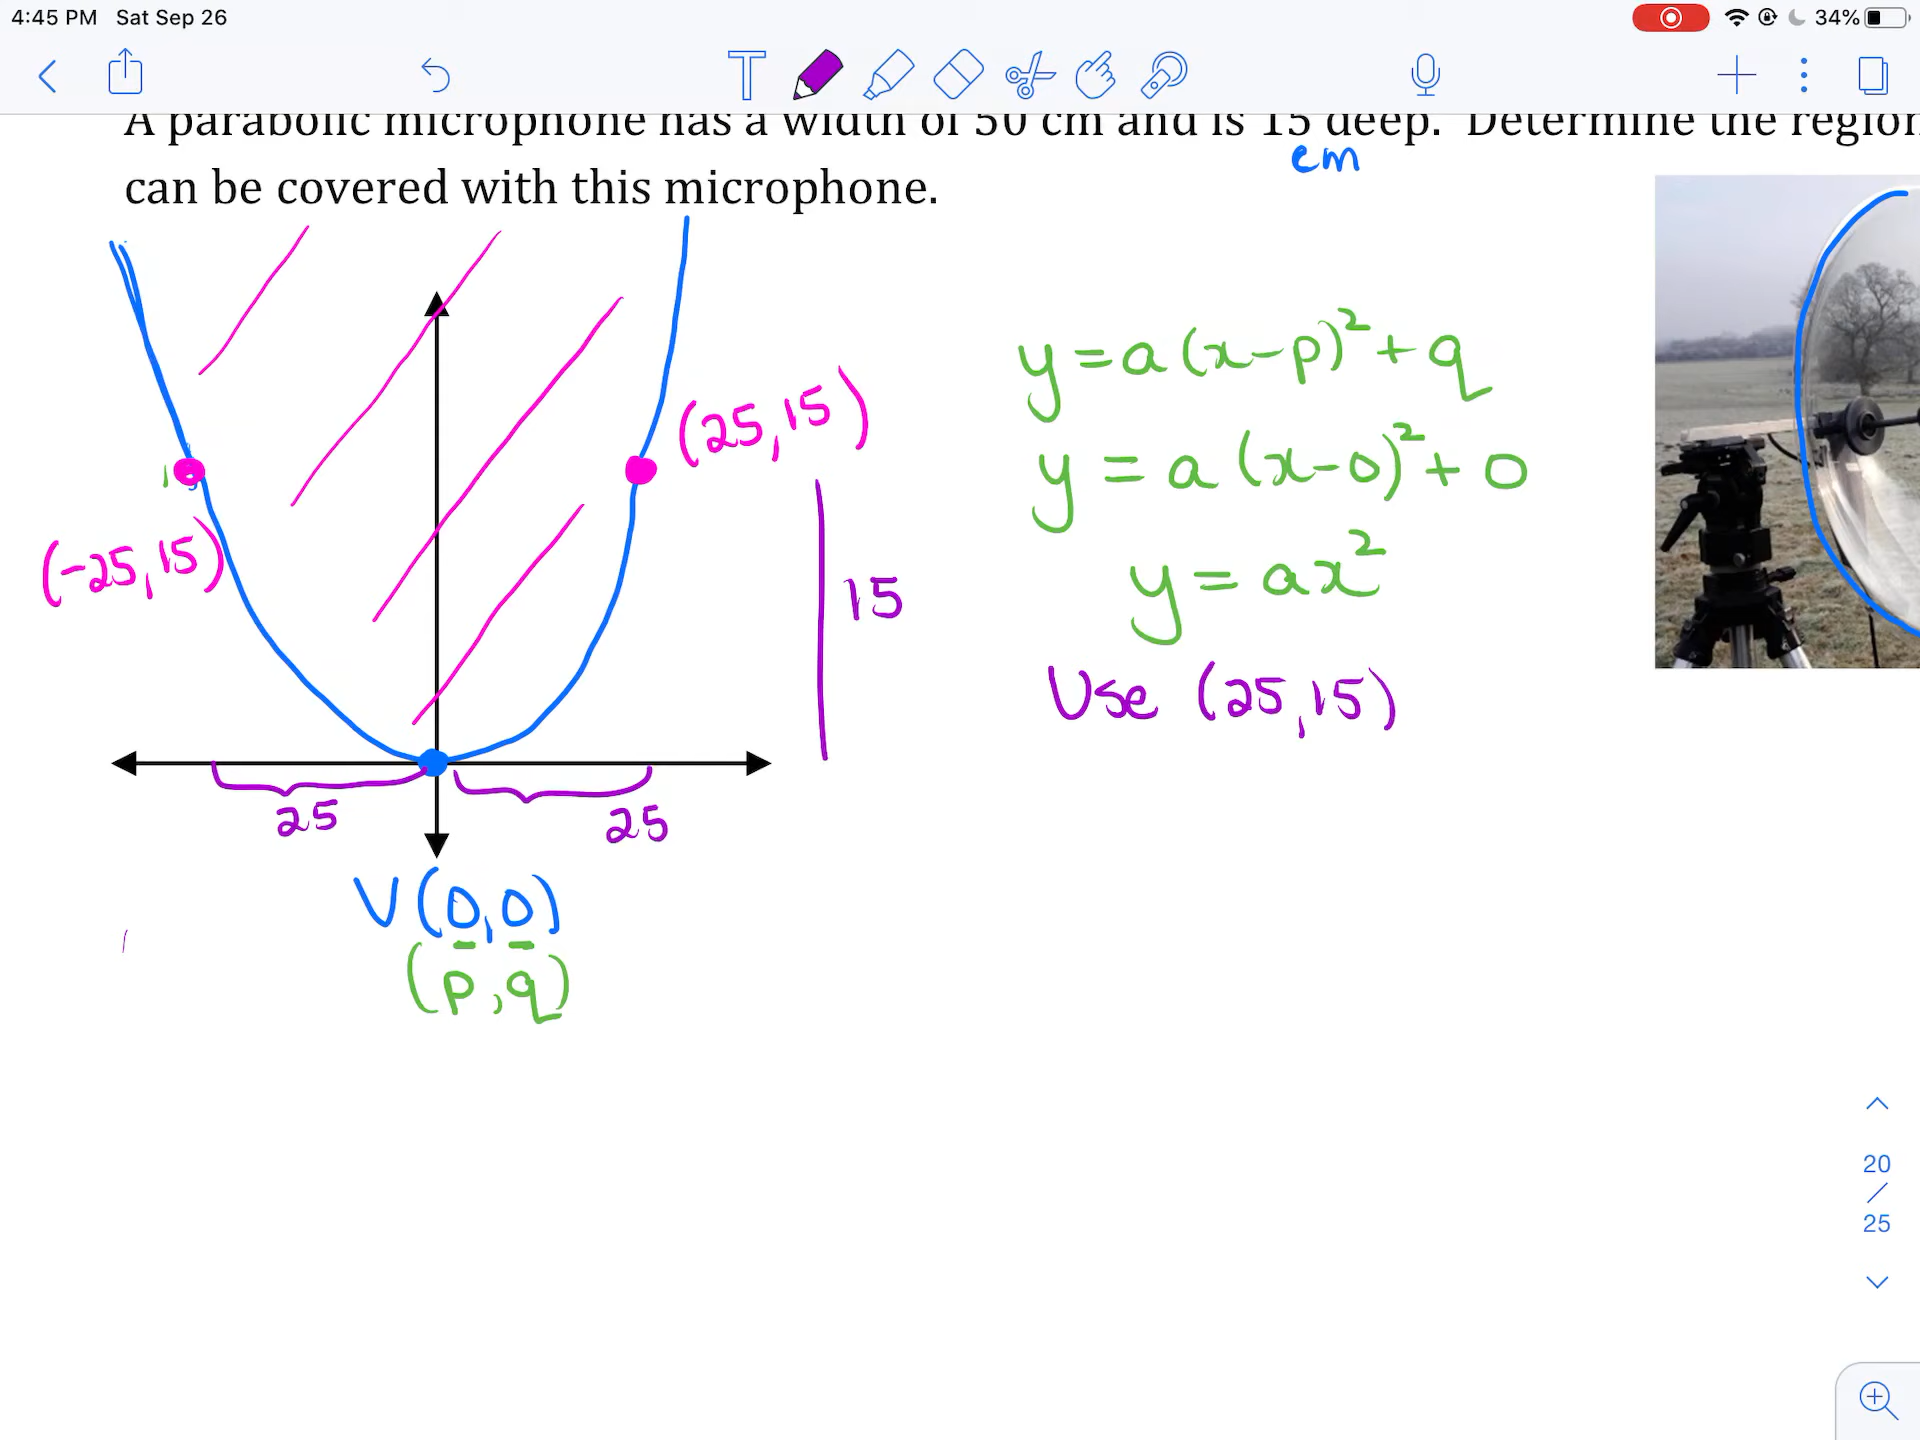 4:45 PM Sat Sep 26
34%
A parabolic microphone has a width of 50 cm and is 15 deep. Determine the region
cm
can be covered with this microphone.
(25,15)
(-25,15)
15
25
25
V(0,0)
(p,q)
y=a(x-p)²+q
y=a(x-0)²+0
y=ax²
Use (25,15)
20
/
25